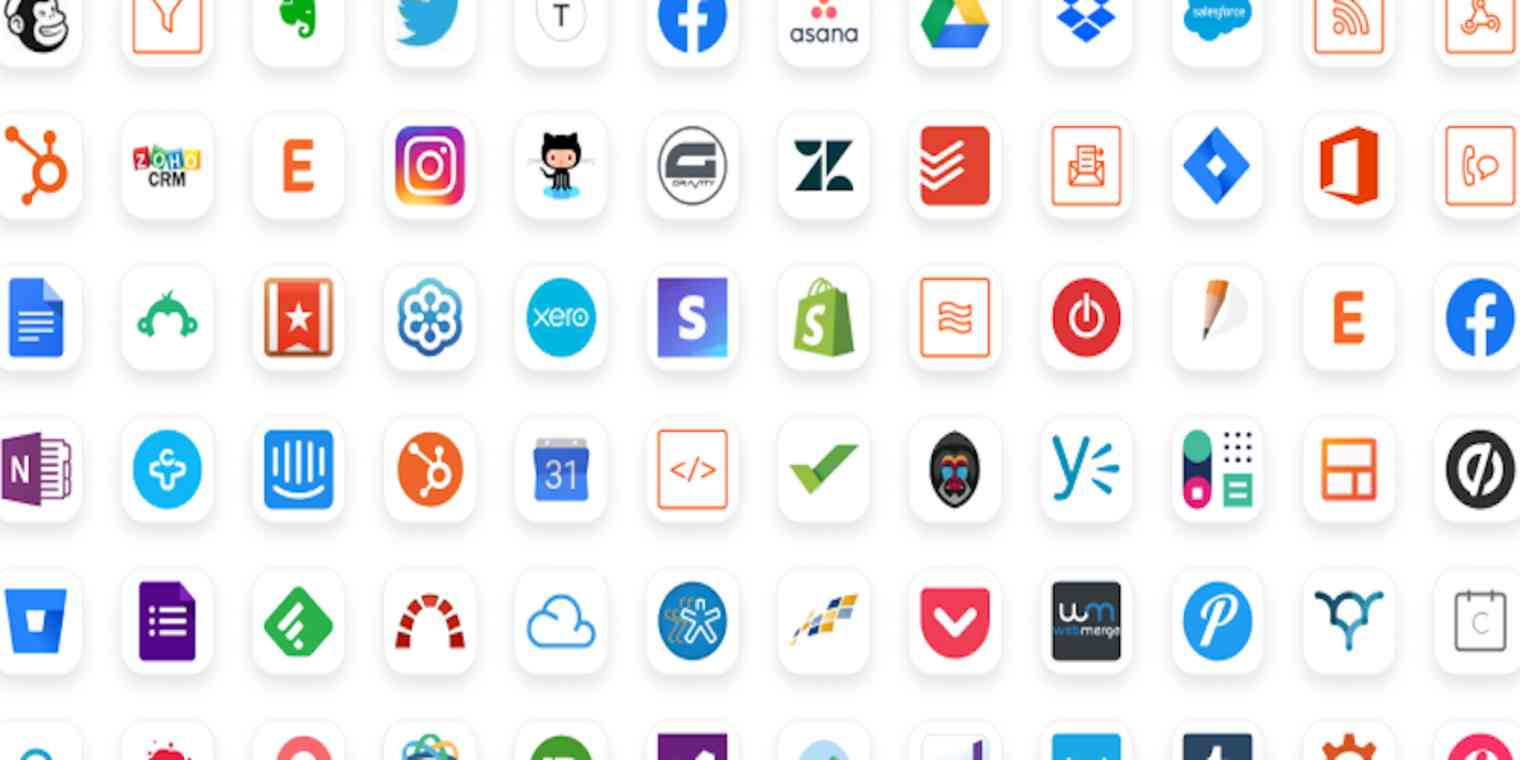 T
asana
salesforce
ZOHO
CRM
E
GRAVITY
xero
S
S
E
N
C
31
</>
y
wm
webmerge
P
C